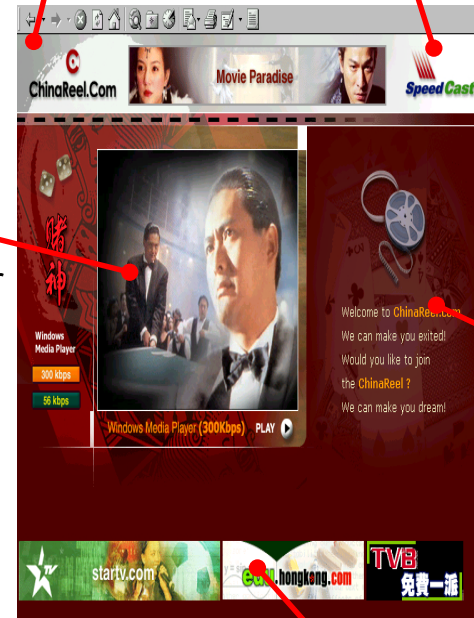 ChinaReel.Com
Movie Paradise
SpeedCast
賭神
Windows
Media Player
300 kbps
56 kbps
Windows Media Player (300Kbps) PLAY
Welcome to ChinaReel.com
We can make you exited!
Would you like to join
the ChinaReel ?
We can make you dream!
TV
startv.com
edu.hongkong.com
TVB
免費一派